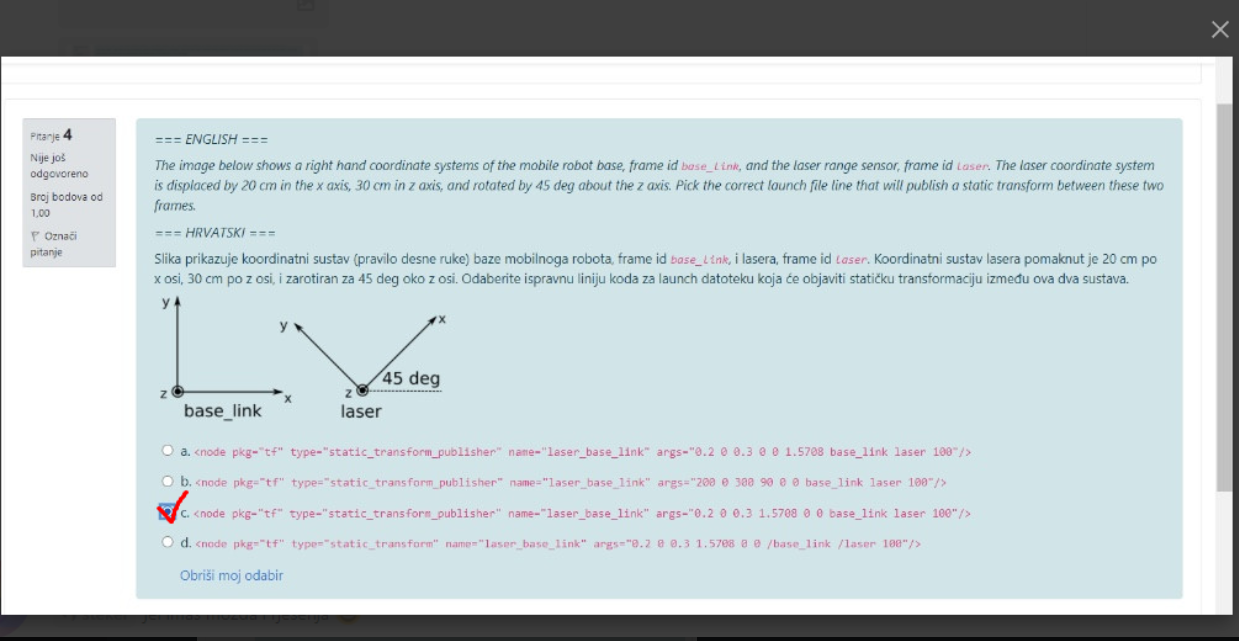 Pitanje 4
Nije još
odgovoreno
Broj bodova od
1,00
Označi
pitanje
=== ENGLISH ===
The image below shows a right hand coordinate systems of the mobile robot base, frame id base_link, and the laser range sensor, frame id laser. The laser coordinate system
is displaced by 20 cm in the x axis, 30 cm in z axis, and rotated by 45 deg about the z axis. Pick the correct launch file line that will publish a static transform between these two
frames.
=== HRVATSKI ===
Slika prikazuje koordinatni sustav (pravilo desne ruke) baze mobilnoga robota, frame id base_link, i lasera, frame id laser. Koordinatni sustav lasera pomaknut je 20 cm po
x osi, 30 cm po z osi, i zarotiran za 45 deg oko z osi. Odaberite ispravnu liniju koda za launch datoteku koja će objaviti statičku transformaciju između ova dva sustava.
y
y
x
45 deg
z
x
z
base_link
laser
a. <node pkg="tf" type="static_transform_publisher" name="laser_base_link" args="0.2 0 0.3 0 0 1.5708 base_link laser 100"/>
b. <node pkg="tf" type="static_transform_publisher" name="laser_base_link" args="200 0 300 90 0 0 base_link laser 100"/>
c. <node pkg="tf" type="static_transform_publisher" name="laser_base_link" args="0.2 0 0.3 1.5708 0 0 base_link laser 100"/>
d. <node pkg="tf" type="static_transform" name="laser_base_link" args="0.2 0 0.3 1.5708 0 0 /base_link /laser 100"/>
Obriši moj odabir